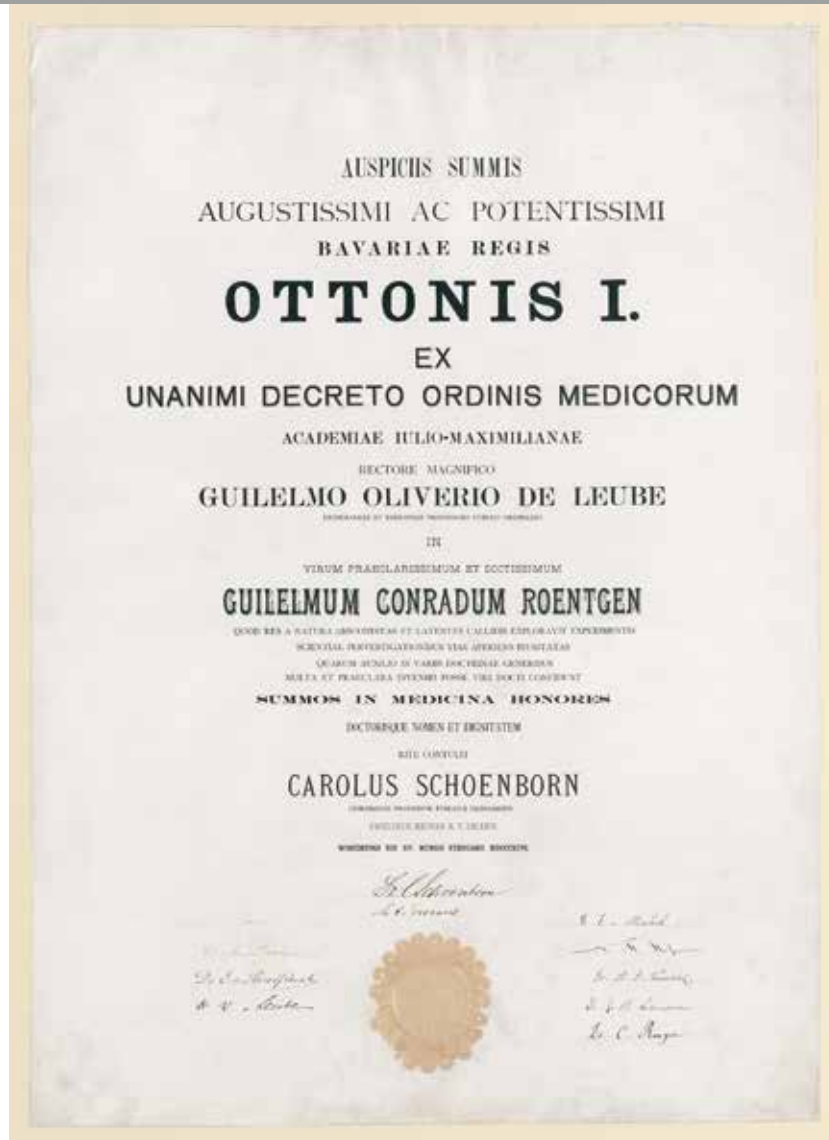 AUSPICIIS SUMMIS
AUGUSTISSIMI AC POTENTISSIMI
BAVARIAE REGIS
OTTONIS I.
EX
UNANIMI DECRETO ORDINIS MEDICORUM
ACADEMIAE IULIO-MAXIMILIANAE
RECTORE MAGNIFICO
GUILELMO OLIVERIO DE LEUBE
IN
VIRUM PRAECLARISSIMUM ET DOCTISSIMUM
GUILELMUM CONRADUM ROENTGEN
QUOD RES A NATURA ABSCONDITAS ET LATENTES CALLIDIS EXPLORAVIT EXPERIMENTIS
QUARUM AUXILIO IN VARIIS DOCTRINAE GENERIBUS
MULTA ET PRAECLARA INVENIRI POSSE VIRI DOCTI CONFIDUNT
SUMMOS IN MEDICINA HONORES
DOCTORISQUE NOMEN ET DIGNITATEM
RITE CONTULIT
CAROLUS SCHOENBORN